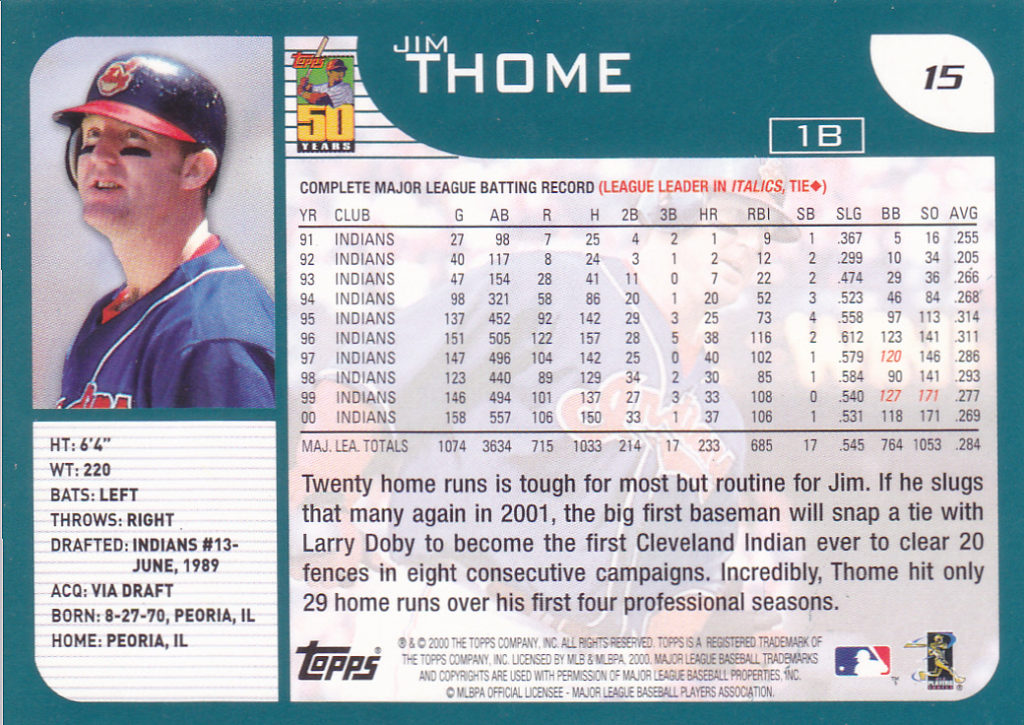 JIM
THOME
15
Topps
50
YEARS
1B
COMPLETE MAJOR LEAGUE BATTING RECORD (LEAGUE LEADER IN ITALICS, TIE◆)
YR CLUB G AB R H 2B 3B HR RBI SB SLG BB SO AVG
91 INDIANS 27 98 7 25 4 2 1 9 1 .367 5 16 .255
92 INDIANS 40 117 8 24 3 1 2 12 2 .299 10 34 .205
93 INDIANS 47 154 28 41 11 0 7 22 2 .474 29 36 .266
94 INDIANS 98 321 58 86 20 1 20 52 3 .523 46 84 .268
95 INDIANS 137 452 92 142 29 3 25 73 4 .558 97 113 .314
96 INDIANS 151 505 122 157 28 5 38 116 2 .612 123 141 .311
97 INDIANS 147 496 104 142 25 0 40 102 1 .579 120 146 .286
98 INDIANS 123 440 89 129 34 2 30 85 1 .584 90 141 .293
99 INDIANS 146 494 101 137 27 3 33 108 0 .540 127 171 .277
00 INDIANS 158 557 106 150 33 1 37 106 1 .531 118 171 .269
MAJ. LEA. TOTALS 1074 3634 715 1033 214 17 233 685 17 .545 764 1053 .284
Twenty home runs is tough for most but routine for Jim. If he slugs
that many again in 2001, the big first baseman will snap a tie with
Larry Doby to become the first Cleveland Indian ever to clear 20
fences in eight consecutive campaigns. Incredibly, Thome hit only
29 home runs over his first four professional seasons.
HT: 6'4"
WT: 220
BATS: LEFT
THROWS: RIGHT
DRAFTED: INDIANS #13-
JUNE, 1989
ACQ: VIA DRAFT
BORN: 8-27-70, PEORIA, IL
HOME: PEORIA, IL
Topps®
® & © 2000 THE TOPPS COMPANY, INC. ALL RIGHTS RESERVED. TOPPS IS A REGISTERED TRADEMARK OF
THE TOPPS COMPANY, INC. LICENSED BY MLB & MLBPA. 2000. MAJOR LEAGUE BASEBALL TRADEMARKS
AND COPYRIGHTS ARE USED WITH PERMISSION OF MAJOR LEAGUE BASEBALL PROPERTIES, INC.
© MLBPA OFFICIAL LICENSEE - MAJOR LEAGUE BASEBALL PLAYERS ASSOCIATION.